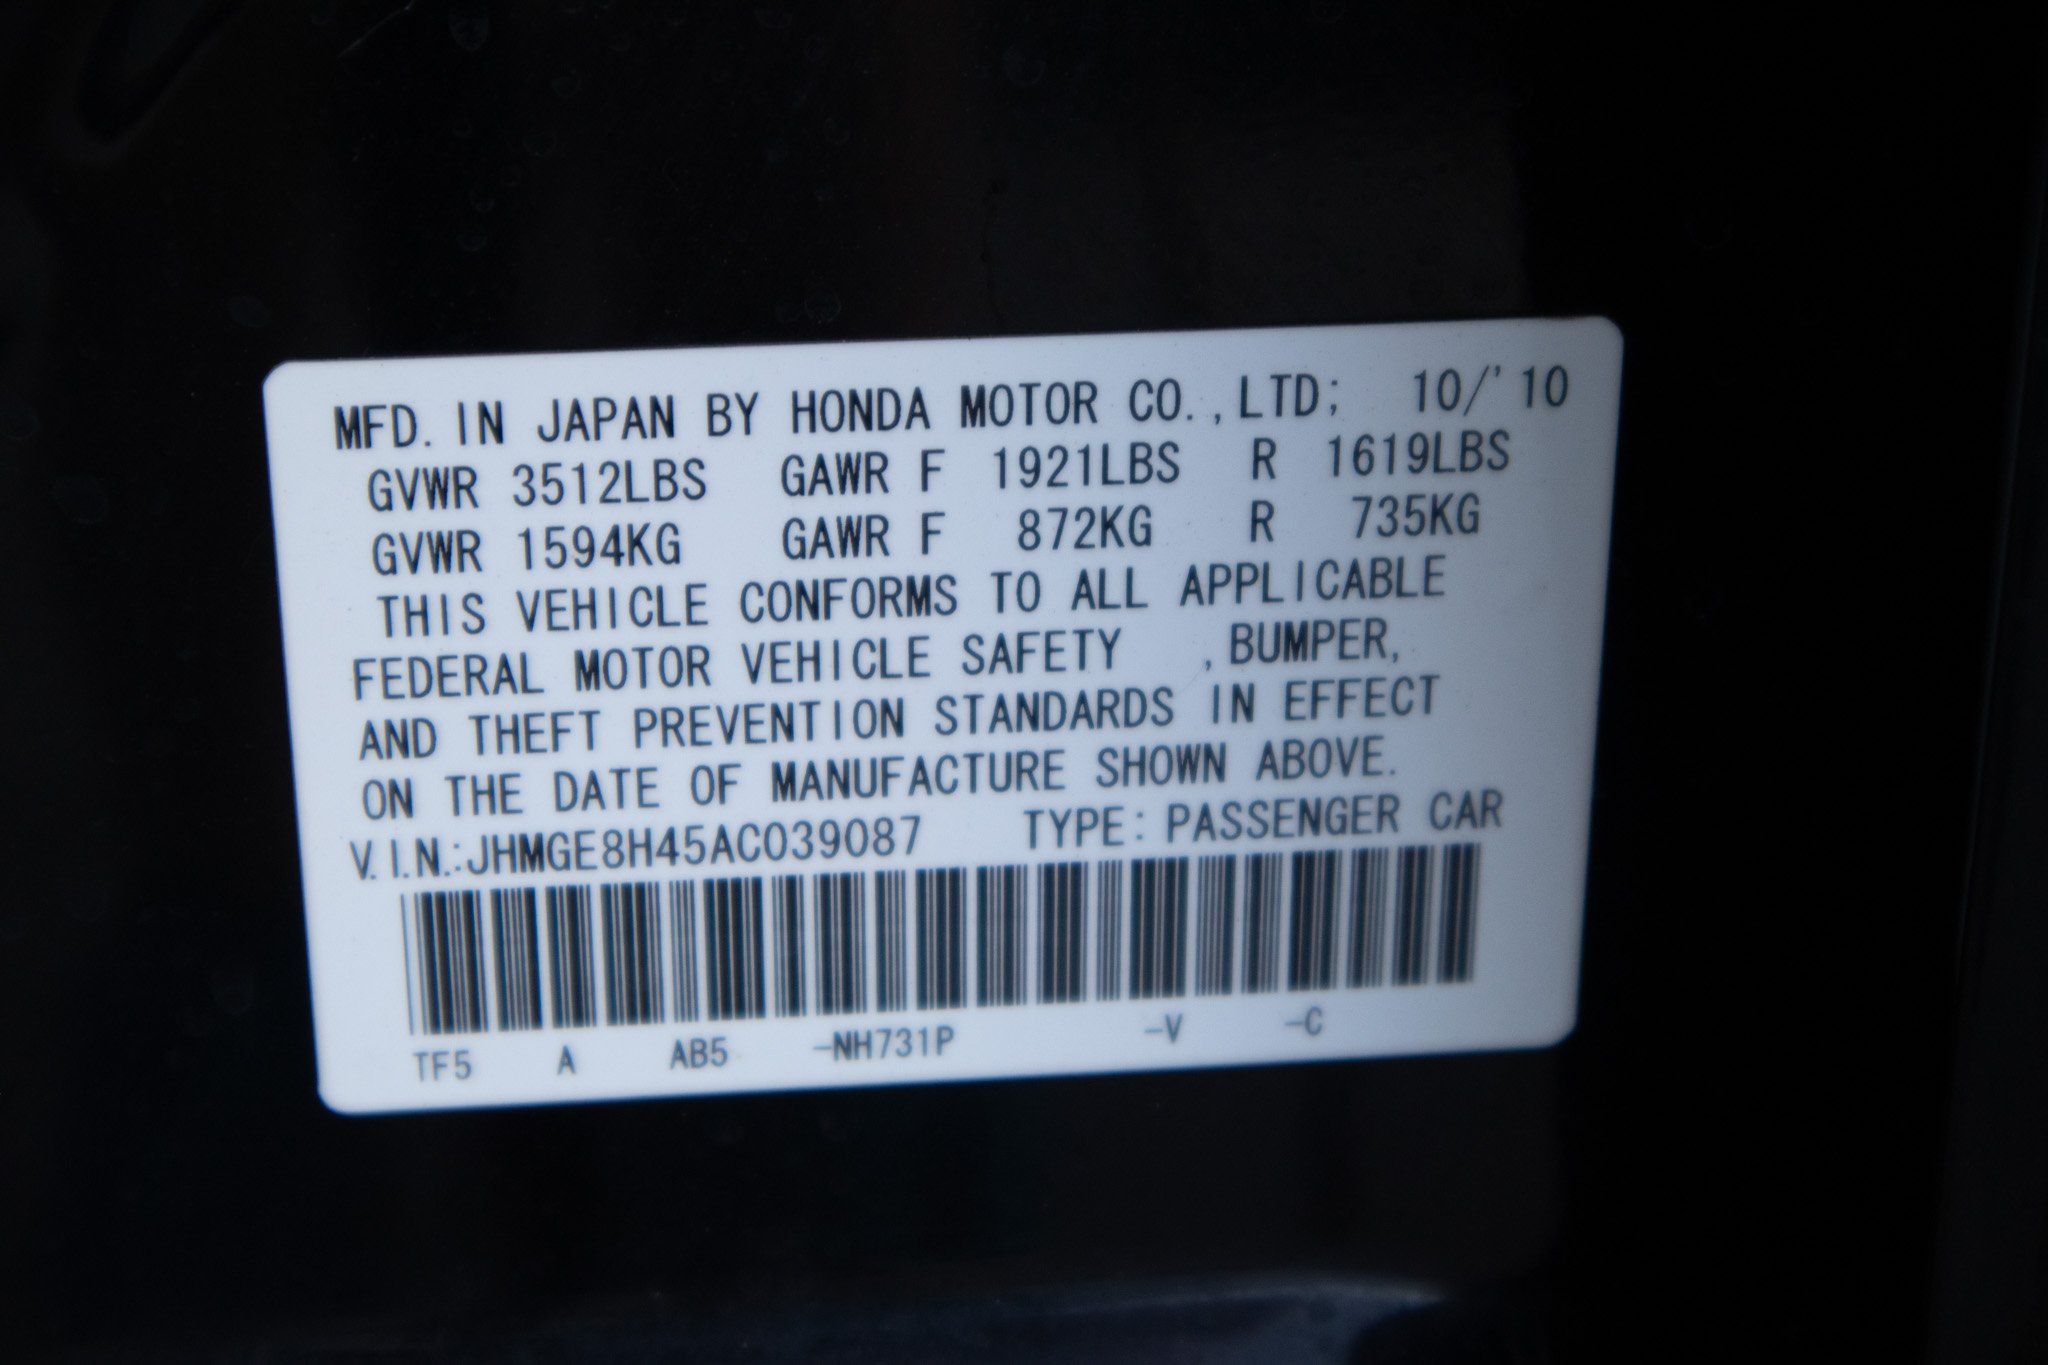 MFD. IN JAPAN BY HONDA MOTOR CO.,LTD; 10/'10
GVWR 3512LBS GAWR F 1921LBS R 1619LBS
GVWR 1594KG GAWR F 872KG R 735KG
THIS VEHICLE CONFORMS TO ALL APPLICABLE
FEDERAL MOTOR VEHICLE SAFETY , BUMPER,
AND THEFT PREVENTION STANDARDS IN EFFECT
ON THE DATE OF MANUFACTURE SHOWN ABOVE.
V.I.N.:JHMGE8H45AC039087 TYPE: PASSENGER CAR
TF5 A AB5 -NH731P -V -C